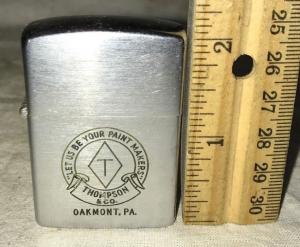 "LET US BE YOUR PAINT MAKERS"
T
THOMPSON
& CO.
OAKMONT, PA.
1
2
25
26
27
28
29
30